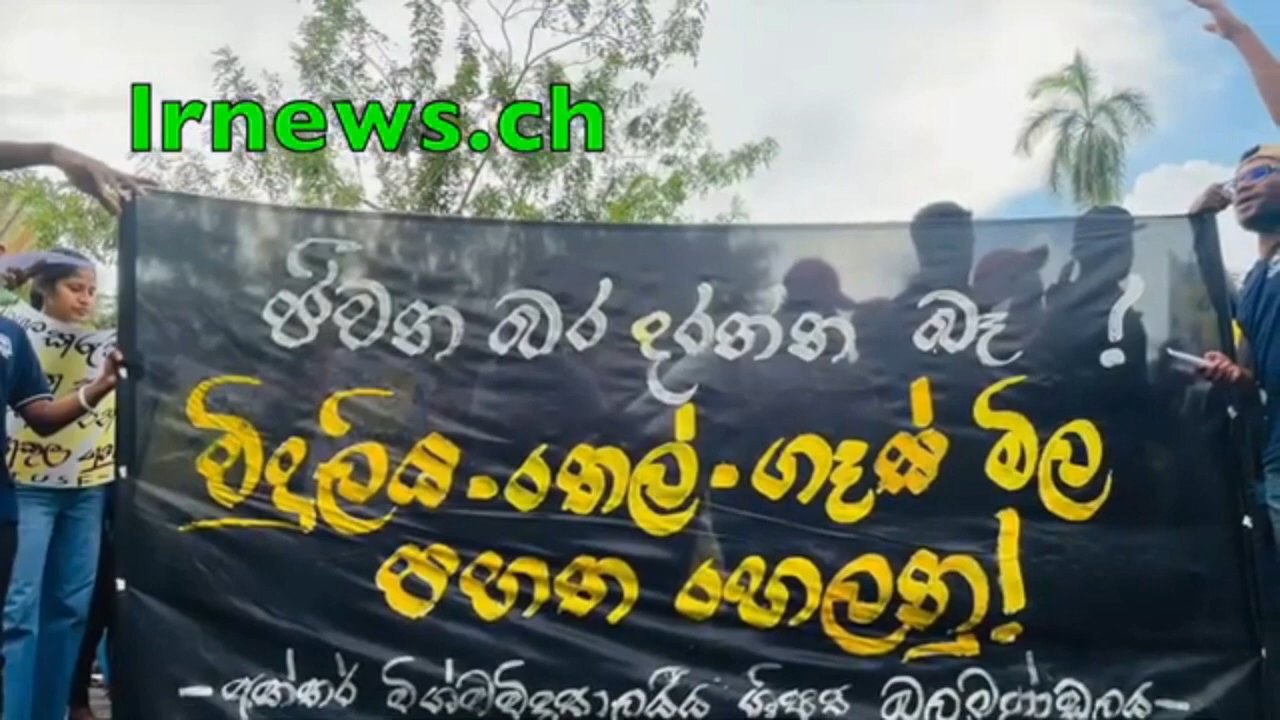 lrnews.ch
ජීවන බර දරන්න බෑ !
විදුලිය - තෙල් - ගෑස් මිල
පහත හෙලනු!
- අන්තර් විශ්වවිද්‍යාලයීය ශිෂ්‍ය බලමණ්ඩලය -